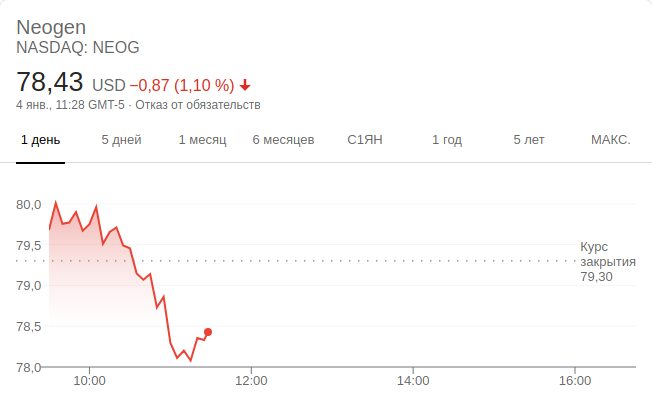 Neogen
NASDAQ: NEOG
78,43 USD −0,87 (1,10 %)
4 янв., 11:28 GMT-5 · Отказ от обязательств
1 день 5 дней 1 месяц 6 месяцев С1ЯН 1 год 5 лет МАКС.
80,0
79,5
Курс
закрытия
79,30
79,0
78,5
78,0
10:00 12:00 14:00 16:00